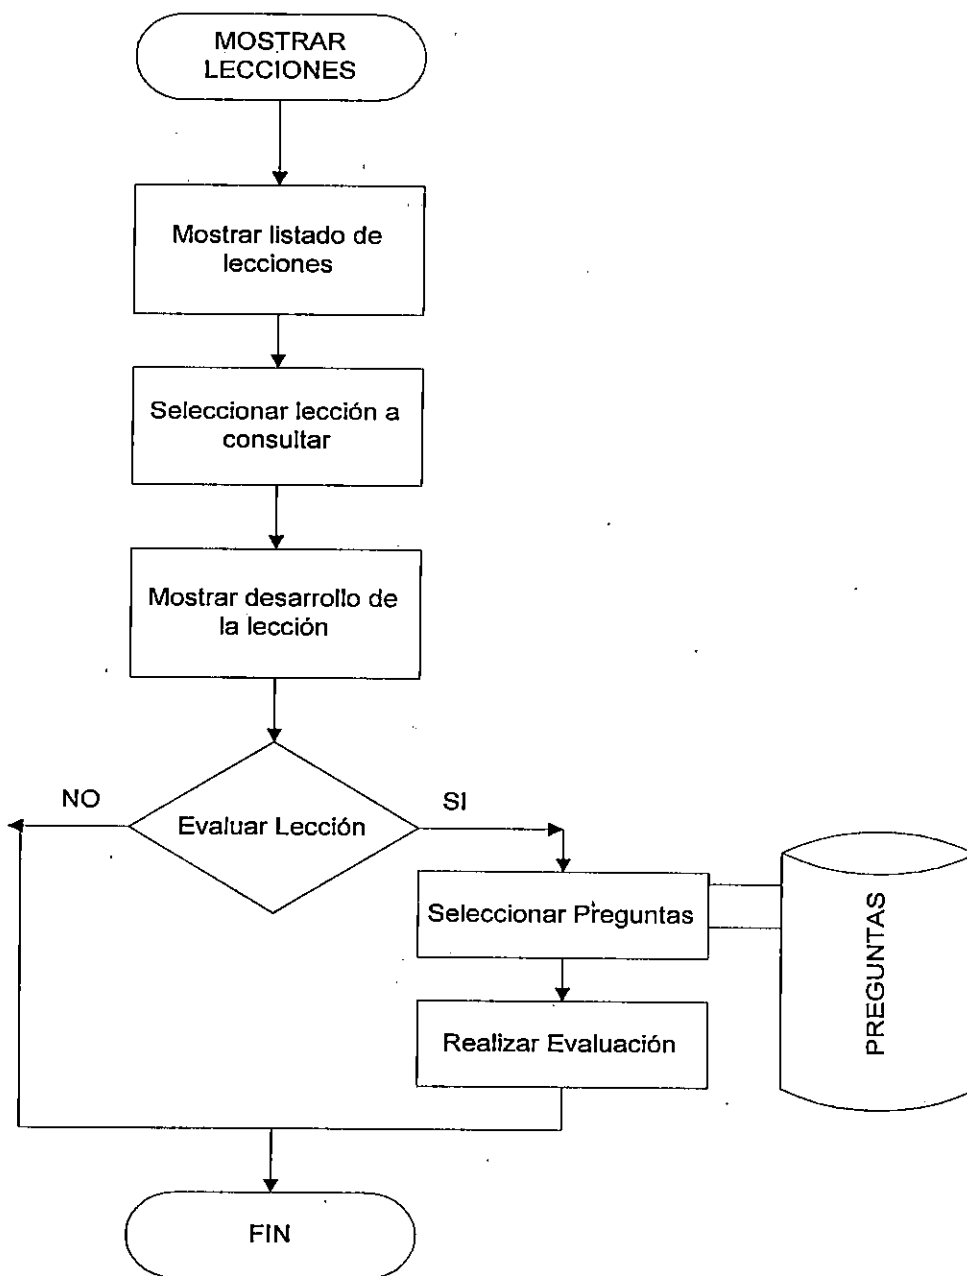 MOSTRAR
LECCIONES
Mostrar listado de
lecciones
Seleccionar lección a
consultar
Mostrar desarrollo de
la lección
NO
Evaluar Lección
SI
Seleccionar Preguntas
PREGUNTAS
Realizar Evaluación
FIN